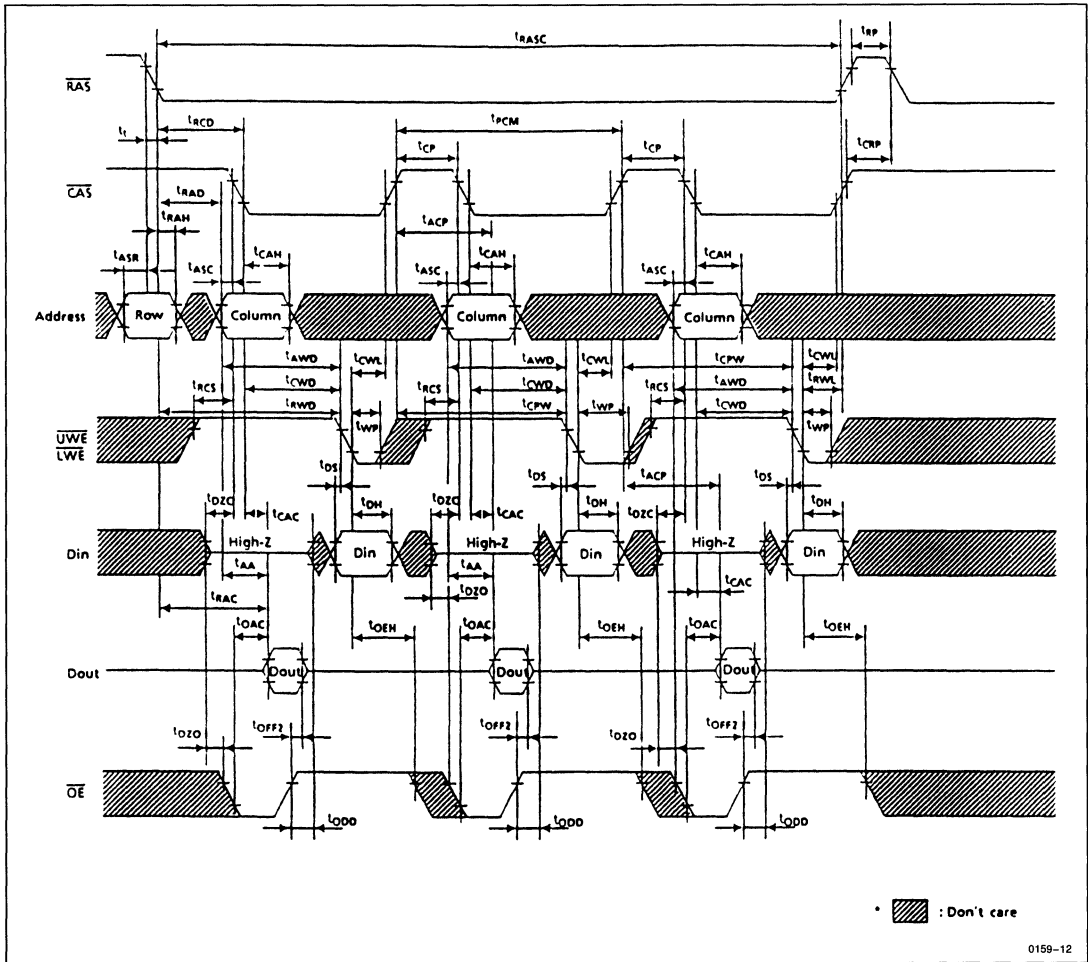 tRASC tRP
RAS
tT tRCD tPCM
tCP tCP tCRP
CAS
tRAD
tRAH tACP
tASR tASC tCAH tASC tCAH tASC tCAH
Address Row Column Column Column
tAWD tCWL tAWD tCWL tCPW tCWL
tRCS tCWD tRCS tCWD tRCS tAWD tRWL
tRWD tWP tCPW tWP tCWD tWP
UWE
LWE
tDS tDS tACP tDS
tDZC tCAC tDH tDZC tCAC tDH tDZC tDH
Din High-Z Din High-Z Din High-Z Din
tAA tAA tCAC
tRAC tDZO
tOAC tOEH tOAC tOEH tOAC tOEH
Dout Dout Dout Dout
tDZO tOFF2 tOFF2 tDZO tOFF2
OE
tODD tODD tODD
* : Don't care
0159-12